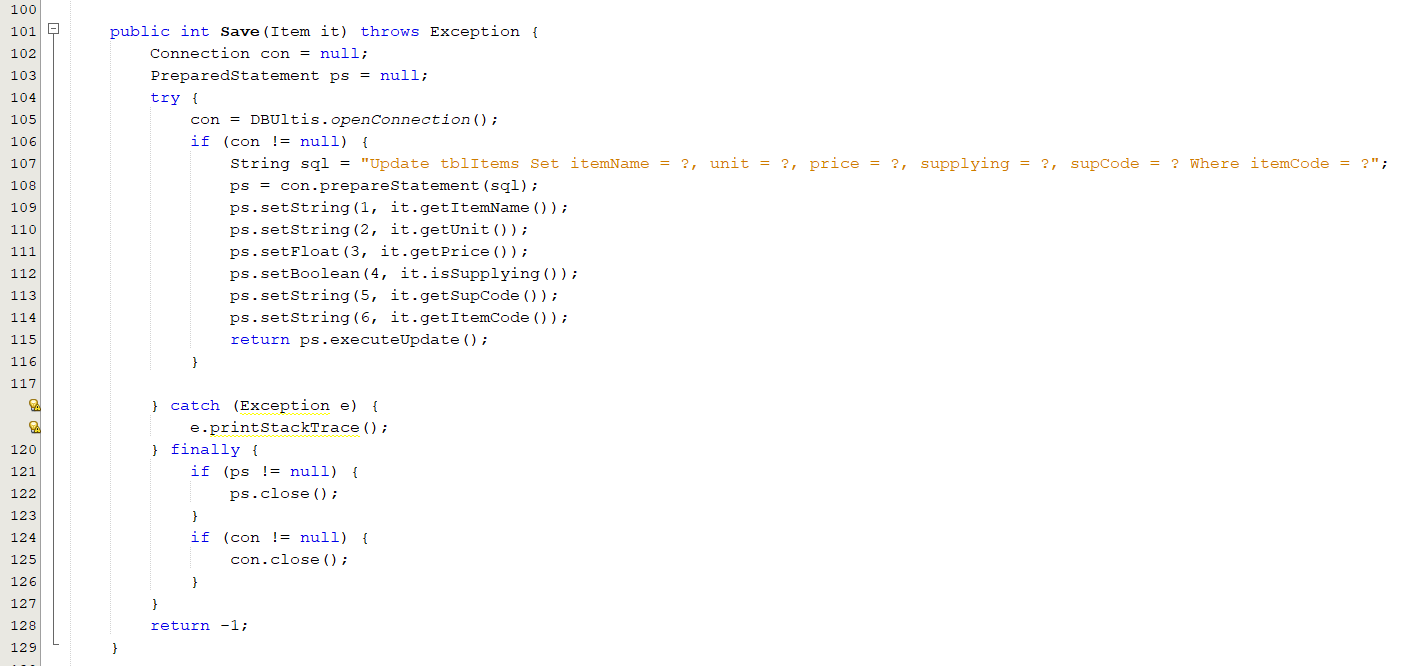 100
101 public int Save(Item it) throws Exception {
102 Connection con = null;
103 PreparedStatement ps = null;
104 try {
105 con = DBUltis.openConnection();
106 if (con != null) {
107 String sql = "Update tblItems Set itemName = ?, unit = ?, price = ?, supplying = ?, supCode = ? Where itemCode = ?";
108 ps = con.prepareStatement(sql);
109 ps.setString(1, it.getItemName());
110 ps.setString(2, it.getUnit());
111 ps.setFloat(3, it.getPrice());
112 ps.setBoolean(4, it.isSupplying());
113 ps.setString(5, it.getSupCode());
114 ps.setString(6, it.getItemCode());
115 return ps.executeUpdate();
116 }
117
} catch (Exception e) {
e.printStackTrace();
120 } finally {
121 if (ps != null) {
122 ps.close();
123 }
124 if (con != null) {
125 con.close();
126 }
127 }
128 return -1;
129 }